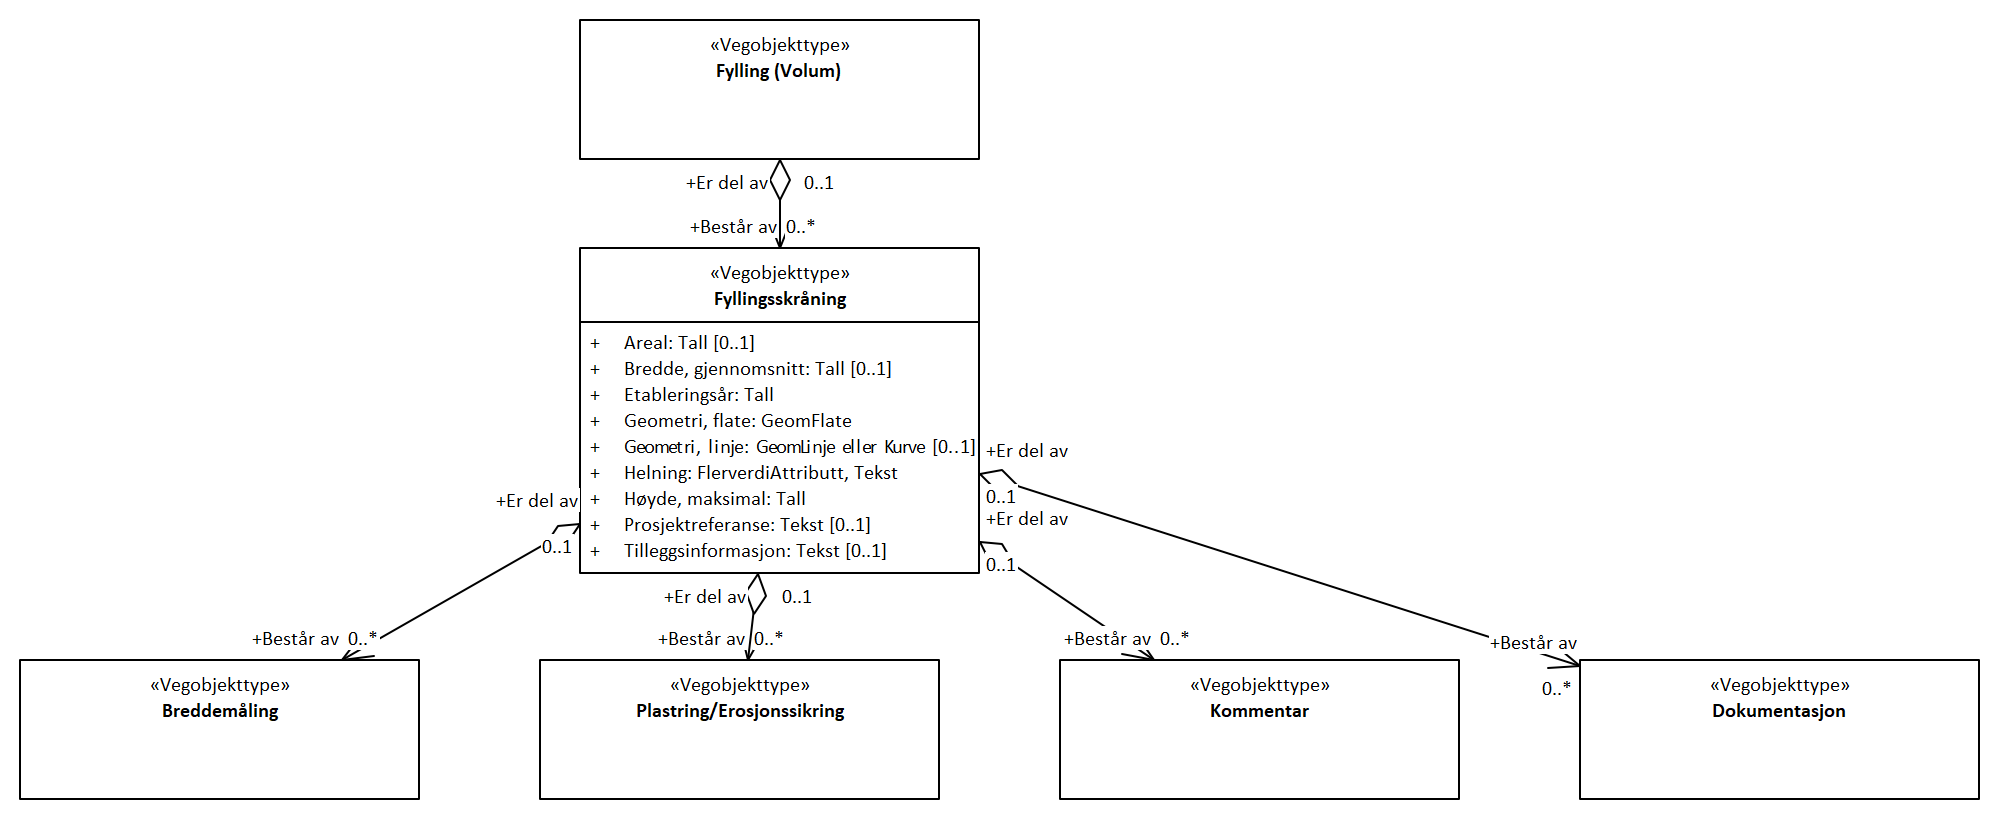 «Vegobjekttype»
Fylling (Volum)
+Er del av
0..1
+Består av
0..*
«Vegobjekttype»
Fyllingsskråning
+ Areal: Tall [0..1]
+ Bredde, gjennomsnitt: Tall [0..1]
+ Etableringsår: Tall
+ Geometri, flate: GeomFlate
+ Geometri, linje: GeomLinje eller Kurve [0..1]
+ Helning: FlerverdiAttributt, Tekst
+ Høyde, maksimal: Tall
+ Prosjektreferanse: Tekst [0..1]
+ Tilleggsinformasjon: Tekst [0..1]
+Er del av
0..1
+Er del av
0..1
+Er del av
0..1
+Er del av
0..1
+Består av 0..*
+Består av 0..*
+Består av 0..*
+Består av
0..*
«Vegobjekttype»
Breddemåling
«Vegobjekttype»
Plastring/Erosjonssikring
«Vegobjekttype»
Kommentar
«Vegobjekttype»
Dokumentasjon